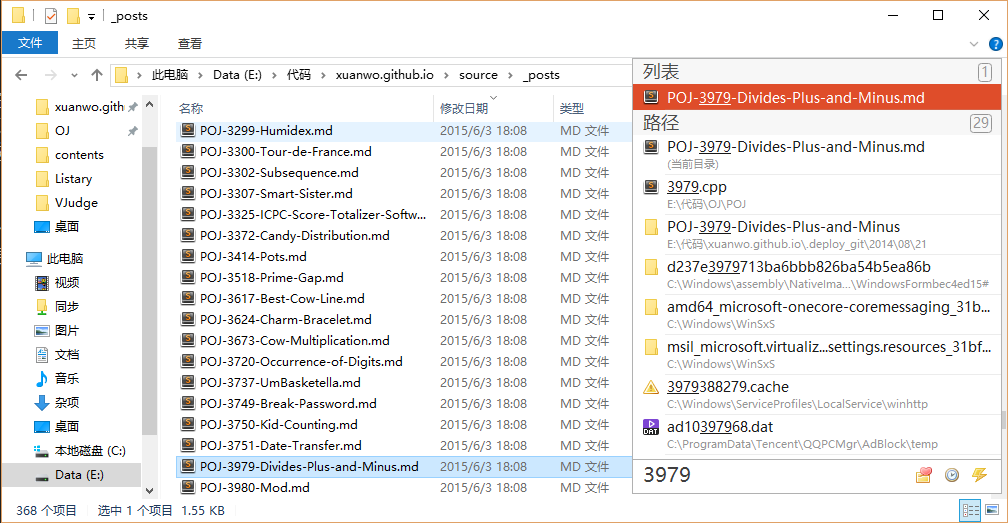 _posts
文件 主页 共享 查看
此电脑 Data (E:) 代码 xuanwo.github.io source _posts
xuanwo.gith
OJ
contents
Listary
VJudge
桌面
此电脑
视频
同步
图片
文档
音乐
杂项
桌面
本地磁盘 (C:)
Data (E:)
名称 修改日期 类型
POJ-3299-Humidex.md 2015/6/3 18:08 MD 文件
POJ-3300-Tour-de-France.md 2015/6/3 18:08 MD 文件
POJ-3302-Subsequence.md 2015/6/3 18:08 MD 文件
POJ-3307-Smart-Sister.md 2015/6/3 18:08 MD 文件
POJ-3325-ICPC-Score-Totalizer-Softw... 2015/6/3 18:08 MD 文件
POJ-3372-Candy-Distribution.md 2015/6/3 18:08 MD 文件
POJ-3414-Pots.md 2015/6/3 18:08 MD 文件
POJ-3518-Prime-Gap.md 2015/6/3 18:08 MD 文件
POJ-3617-Best-Cow-Line.md 2015/6/3 18:08 MD 文件
POJ-3624-Charm-Bracelet.md 2015/6/3 18:08 MD 文件
POJ-3673-Cow-Multiplication.md 2015/6/3 18:08 MD 文件
POJ-3720-Occurrence-of-Digits.md 2015/6/3 18:08 MD 文件
POJ-3737-UmBasketella.md 2015/6/3 18:08 MD 文件
POJ-3749-Break-Password.md 2015/6/3 18:08 MD 文件
POJ-3750-Kid-Counting.md 2015/6/3 18:08 MD 文件
POJ-3751-Date-Transfer.md 2015/6/3 18:08 MD 文件
POJ-3979-Divides-Plus-and-Minus.md 2015/6/3 18:08 MD 文件
POJ-3980-Mod.md 2015/6/3 18:08 MD 文件
列表 1
POJ-3979-Divides-Plus-and-Minus.md
路径 29
POJ-3979-Divides-Plus-and-Minus.md
(当前目录)
3979.cpp
E:\代码\OJ\POJ
POJ-3979-Divides-Plus-and-Minus
E:\代码\xuanwo.github.io\.deploy_git\2014\08\21
d237e3979713ba6bbb826ba54b5ea86b
C:\Windows\assembly\NativeIma...\WindowsFormbec4ed15#
amd64_microsoft-onecore-coremessaging_31b...
C:\Windows\WinSxS
msil_microsoft.virtualiz...settings.resources_31bf...
C:\Windows\WinSxS
3979388279.cache
C:\Windows\ServiceProfiles\LocalService\winhttp
ad10397968.dat
C:\ProgramData\Tencent\QQPCMgr\AdBlock\temp
3979
368 个项目 选中 1 个项目 1.55 KB